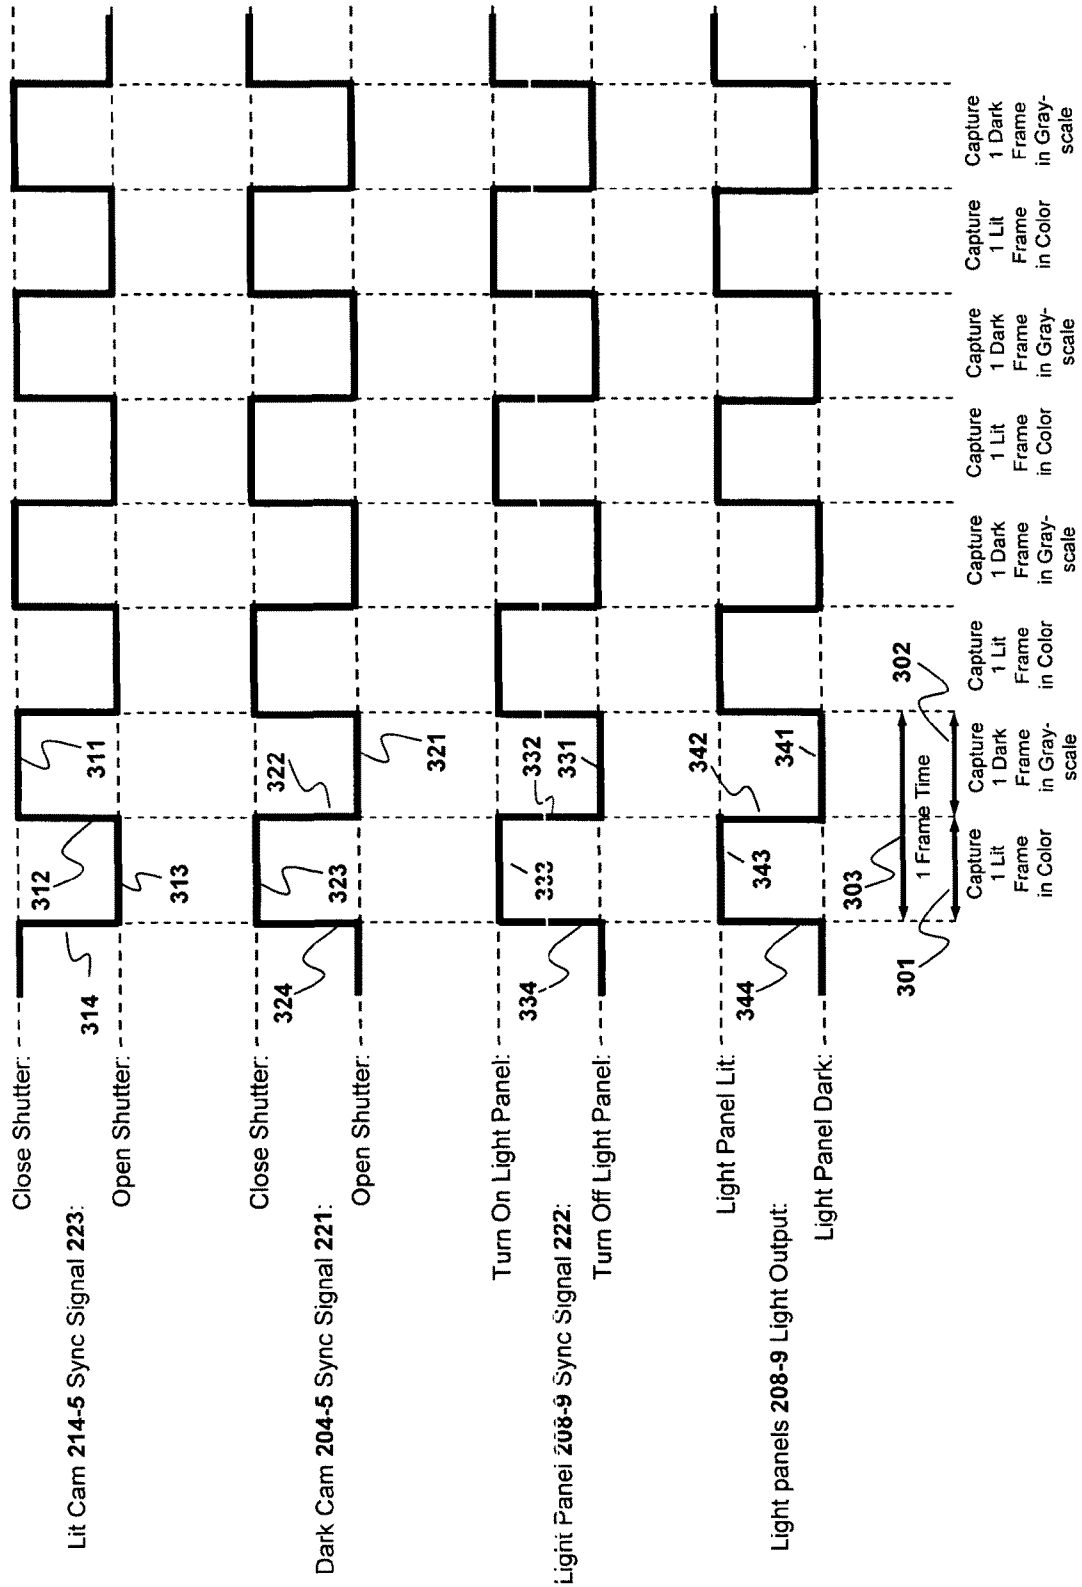 Lit Cam 214-5 Sync Signal 223:
Close Shutter:
Open Shutter:
314
312
313
311
Dark Cam 204-5 Sync Signal 221:
Close Shutter:
Open Shutter:
324
323
322
321
Light Panel 208-9 Sync Signal 222:
Turn On Light Panel:
Turn Off Light Panel:
334
333
332
331
Light panels 208-9 Light Output:
Light Panel Lit:
Light Panel Dark:
344
343
342
341
303
1 Frame Time
301
302
Capture
1 Lit
Frame
in Color
Capture
1 Dark
Frame
in Gray-
scale
Capture
1 Lit
Frame
in Color
Capture
1 Dark
Frame
in Gray-
scale
Capture
1 Lit
Frame
in Color
Capture
1 Dark
Frame
in Gray-
scale
Capture
1 Lit
Frame
in Color
Capture
1 Dark
Frame
in Gray-
scale